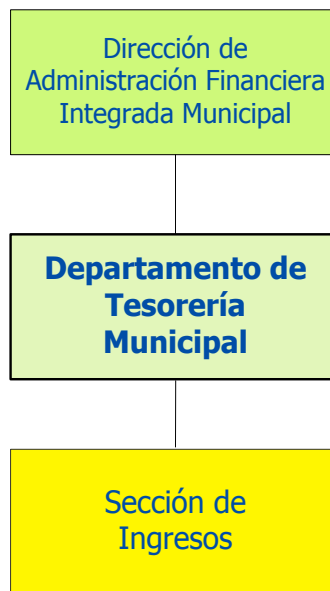 Dirección de
Administración Financiera
Integrada Municipal
Departamento de
Tesorería
Municipal
Sección de
Ingresos